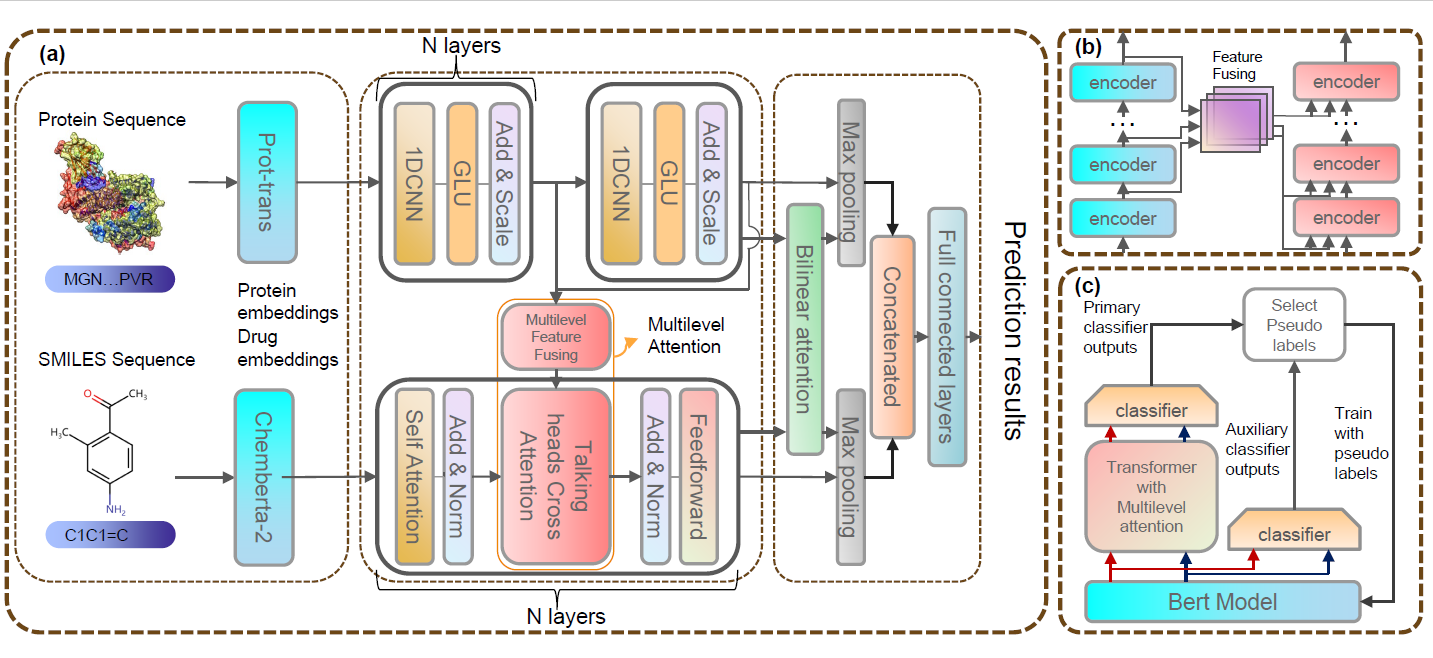 (a)
N layers
Protein Sequence
MGN...PVR
SMILES Sequence
O
CH3
H3C
NH2
C1C1=C
Prot-trans
Protein
embeddings
Drug
embeddings
Chemberta-2
1DCNN
GLU
Add & Scale
1DCNN
GLU
Add & Scale
Multilevel
Feature
Fusing
Multilevel
Attention
Self Attention
Add & Norm
Talking
heads Cross
Attention
Add & Norm
Feedforward
N layers
Max pooling
Bilinear attention
Max pooling
Concatenated
Full connected layers
Prediction results
(b)
encoder
...
encoder
encoder
Feature
Fusing
encoder
...
encoder
encoder
(c)
Primary
classifier
outputs
Select
Pseudo
labels
classifier
Auxiliary
classifier
outputs
Train
with
pseudo
labels
Transformer
with
Multilevel
attention
classifier
Bert Model